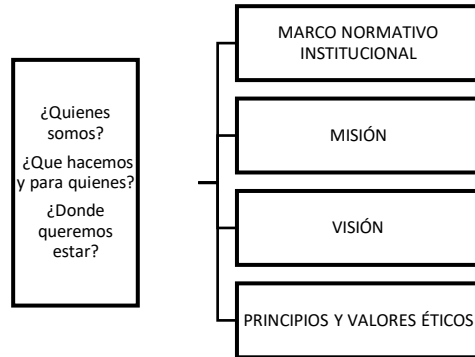 ¿Quienes
somos?
¿Que hacemos
y para quienes?
¿Donde
queremos
estar?
MARCO NORMATIVO
INSTITUCIONAL
MISIÓN
VISIÓN
PRINCIPIOS Y VALORES ÉTICOS